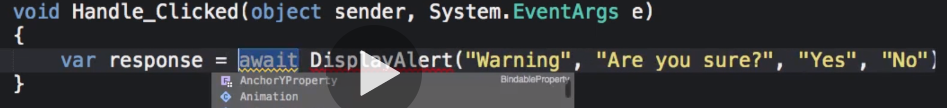 void Handle_Clicked(object sender, System.EventArgs e)
{
var response = await DisplayAlert("Warning", "Are you sure?", "Yes", "No")
AnchorYProperty BindableProperty
} Animation